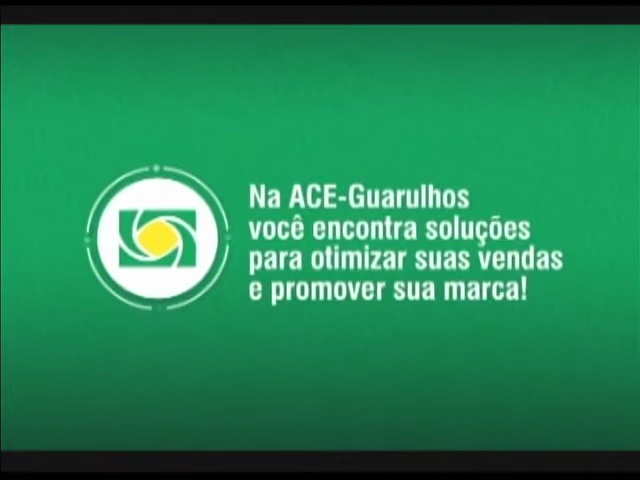 Na ACE-Guarulhos
você encontra soluções
para otimizar suas vendas
e promover sua marca!